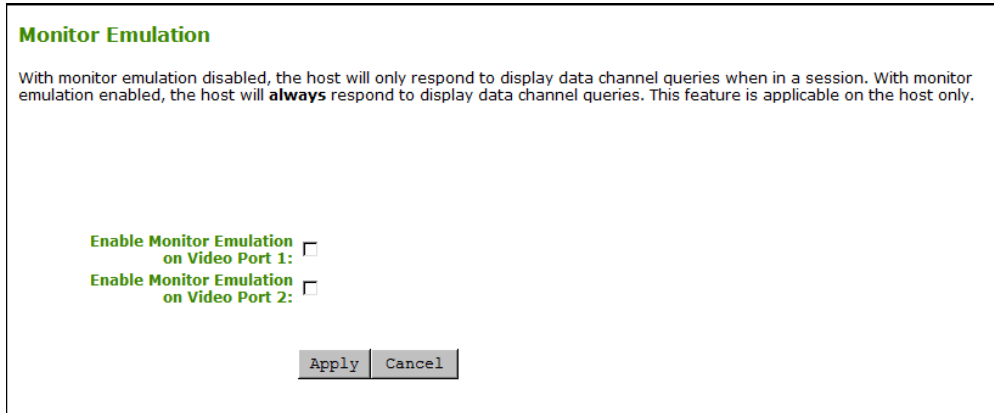 Monitor Emulation
With monitor emulation disabled, the host will only respond to display data channel queries when in a session. With monitor
emulation enabled, the host will always respond to display data channel queries. This feature is applicable on the host only.
Enable Monitor Emulation
on Video Port 1:
Enable Monitor Emulation
on Video Port 2:
Apply Cancel